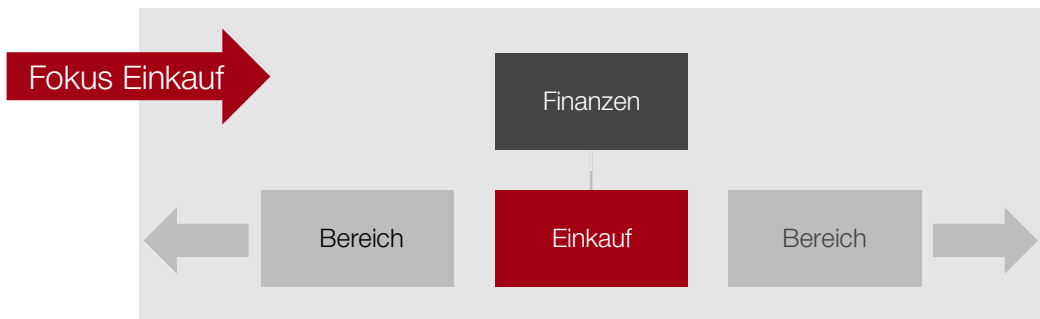 Fokus Einkauf
Finanzen
Bereich
Einkauf
Bereich